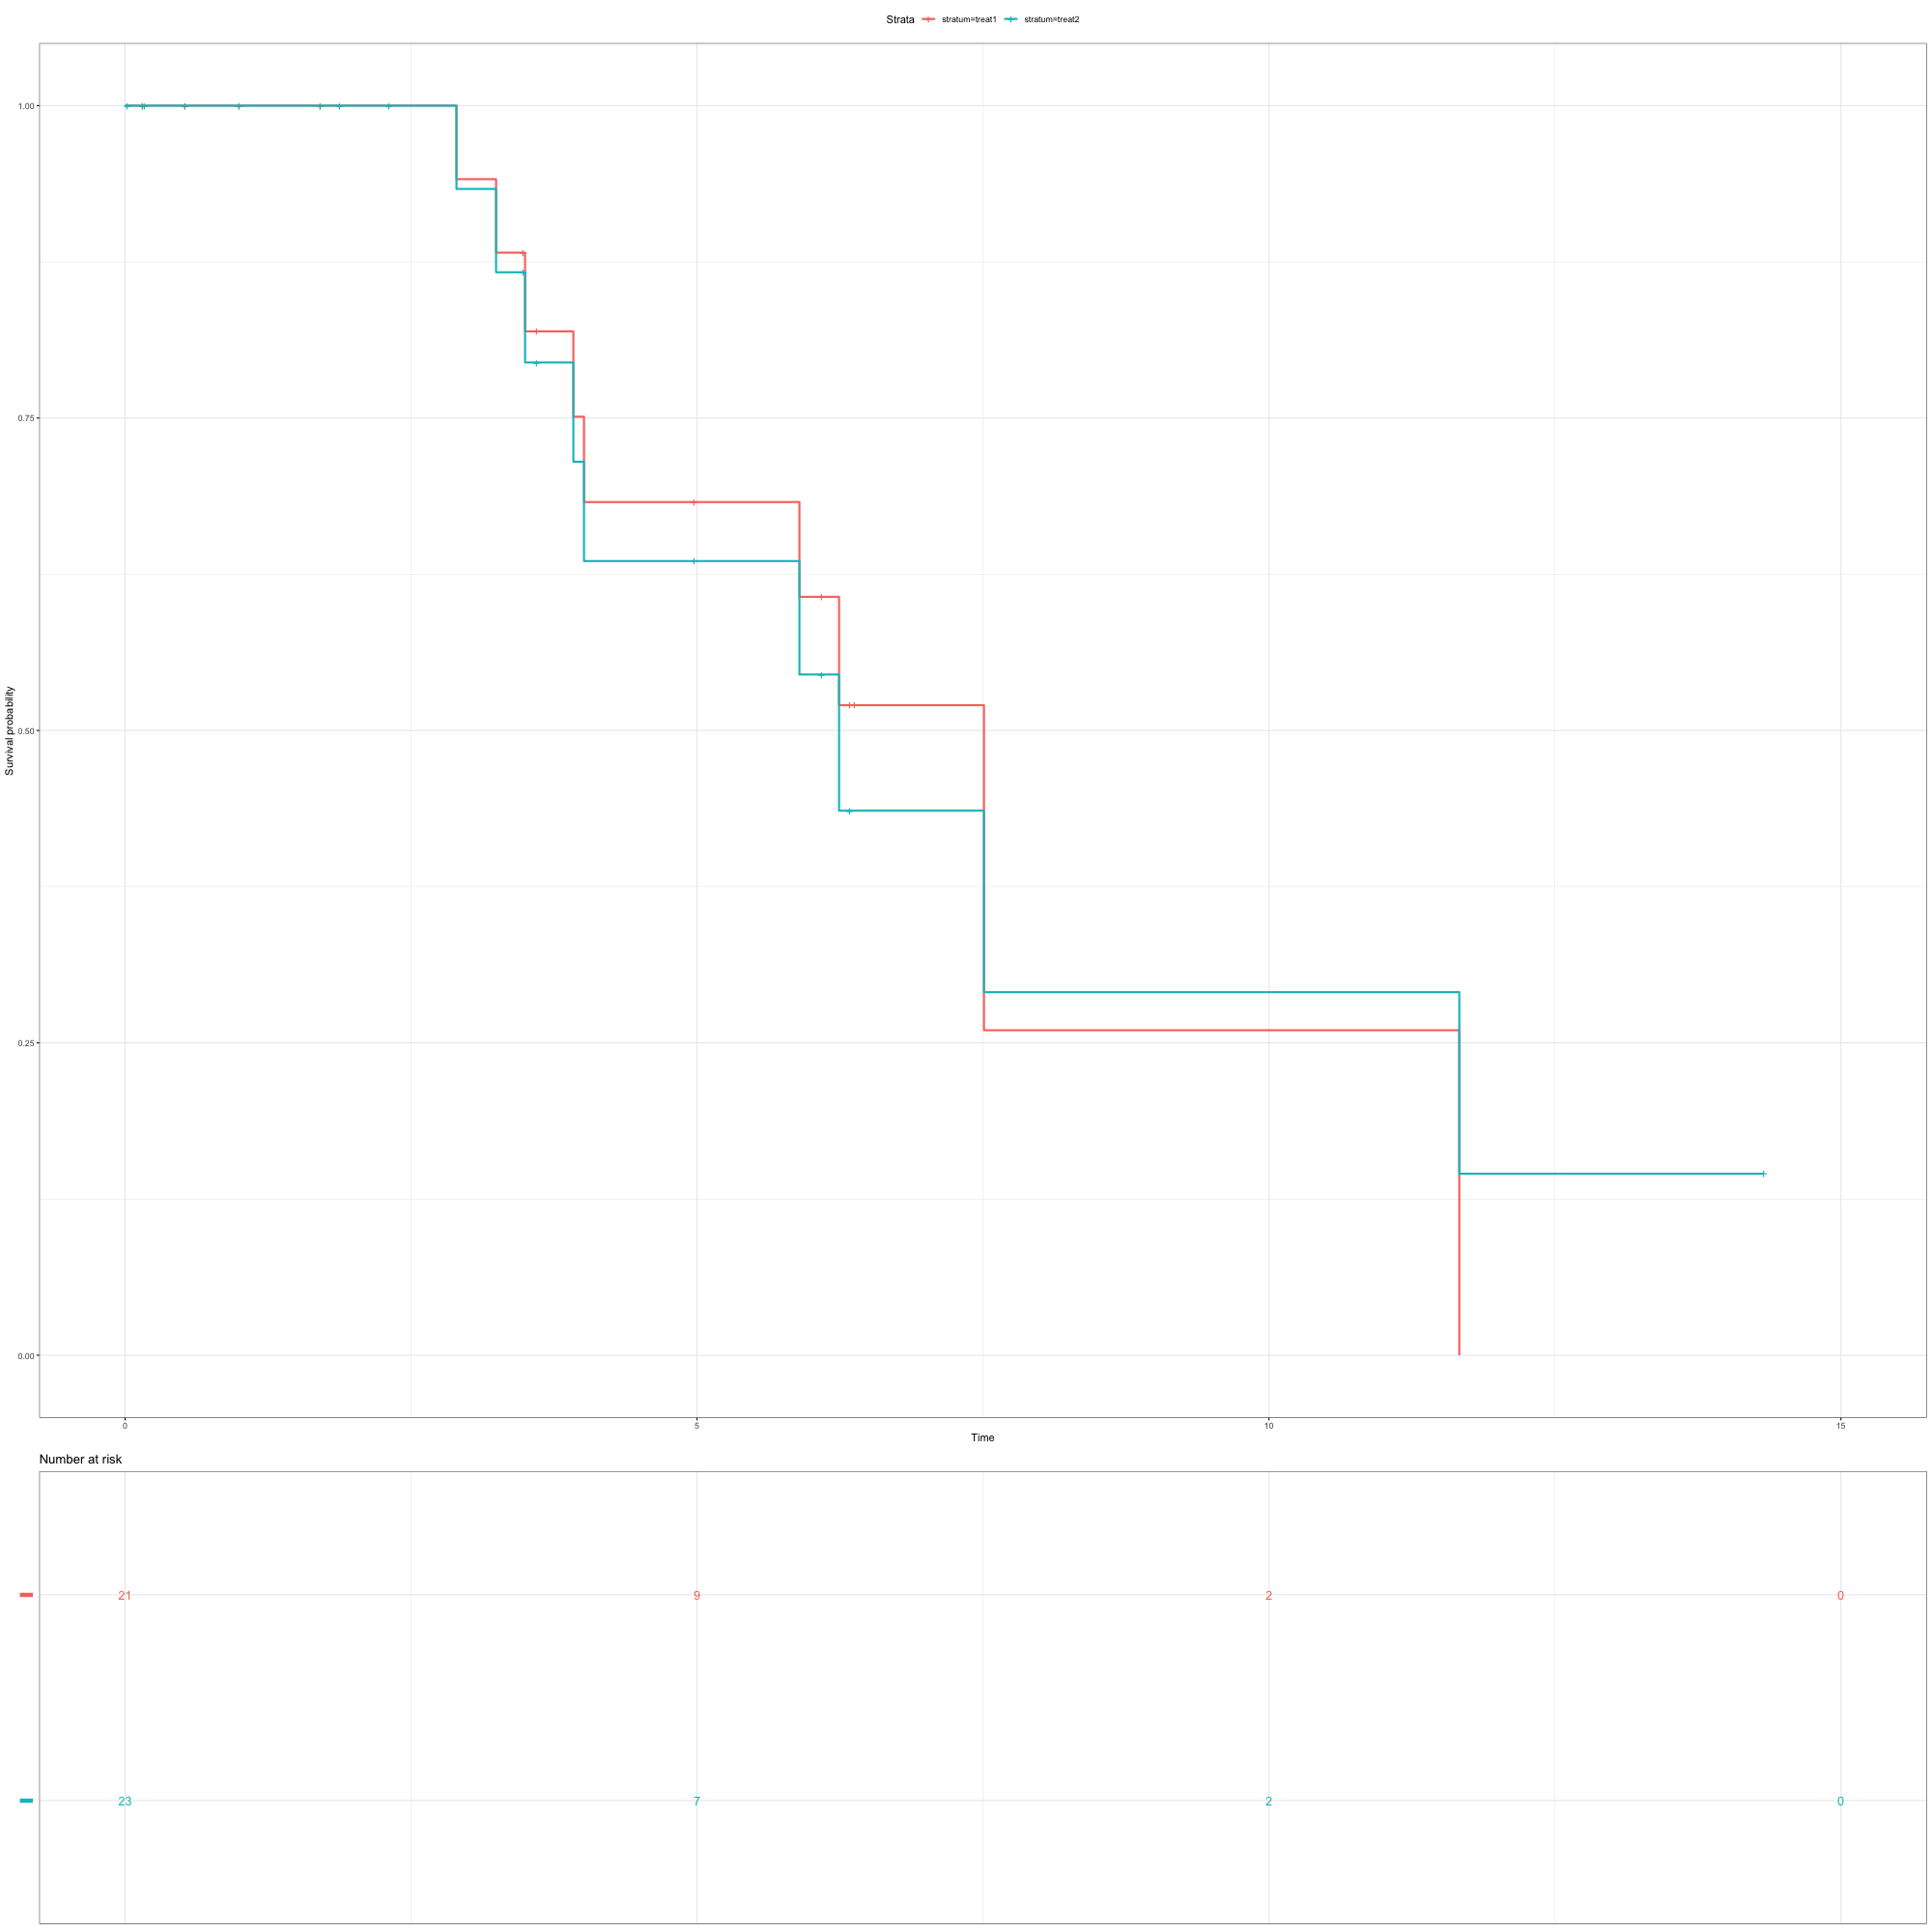 Strata stratum=treat1 stratum=treat2
1.00
0.75
0.50
0.25
0.00
Survival probability
0 5 10 15
Time
Number at risk
21 9 2 0
23 7 2 0